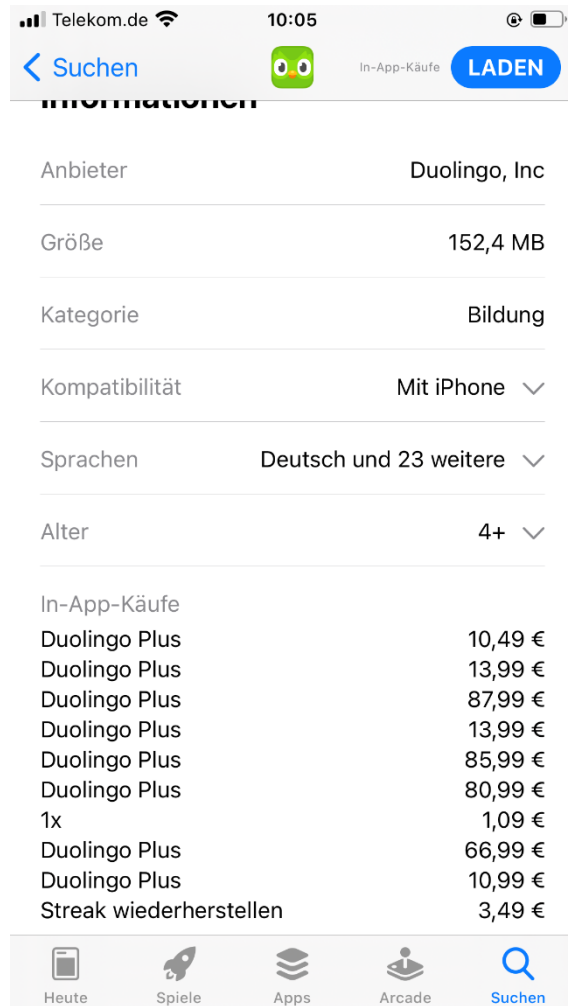 Telekom.de 10:05
Suchen In-App-Käufe LADEN
Informationen
Anbieter Duolingo, Inc
Größe 152,4 MB
Kategorie Bildung
Kompatibilität Mit iPhone
Sprachen Deutsch und 23 weitere
Alter 4+
In-App-Käufe
Duolingo Plus 10,49 €
Duolingo Plus 13,99 €
Duolingo Plus 87,99 €
Duolingo Plus 13,99 €
Duolingo Plus 85,99 €
Duolingo Plus 80,99 €
1x 1,09 €
Duolingo Plus 66,99 €
Duolingo Plus 10,99 €
Streak wiederherstellen 3,49 €
Heute Spiele Apps Arcade Suchen